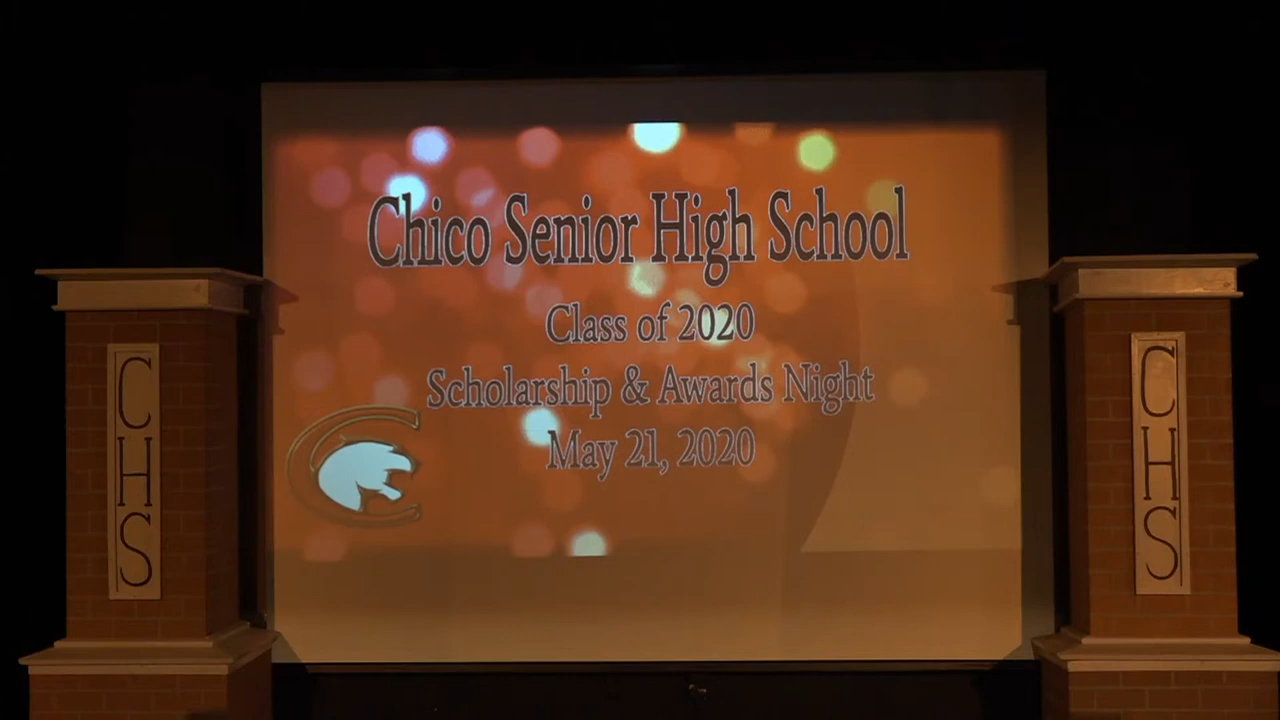 Chico Senior High School
Class of 2020
Scholarship & Awards Night
May 21, 2020
C
CHS
CHS